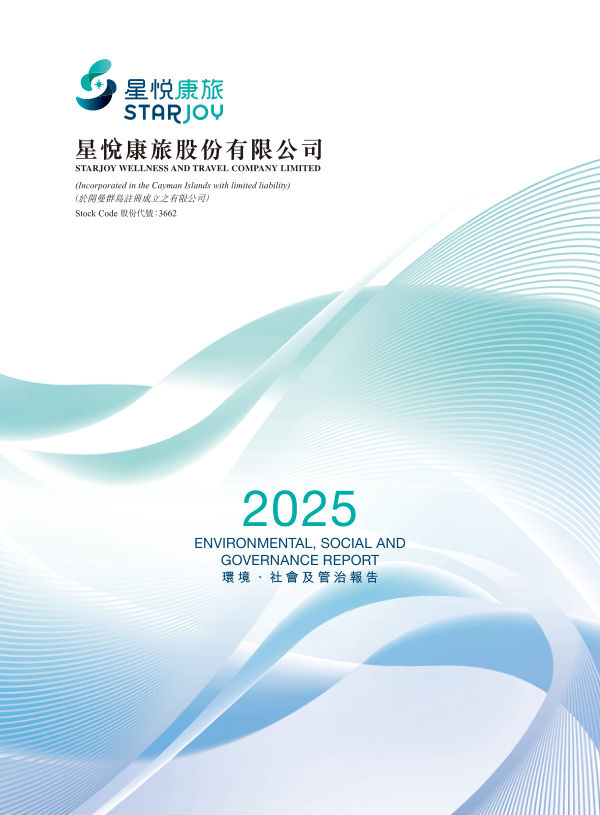 星悦康旅
STARJOY
星悅康旅股份有限公司
STARJOY WELLNESS AND TRAVEL COMPANY LIMITED
(Incorporated in the Cayman Islands with limited liability)
(於開曼群島註冊成立之有限公司)
Stock Code 股份代號：3662
2025
ENVIRONMENTAL, SOCIAL AND
GOVERNANCE REPORT
環境、社會及管治報告